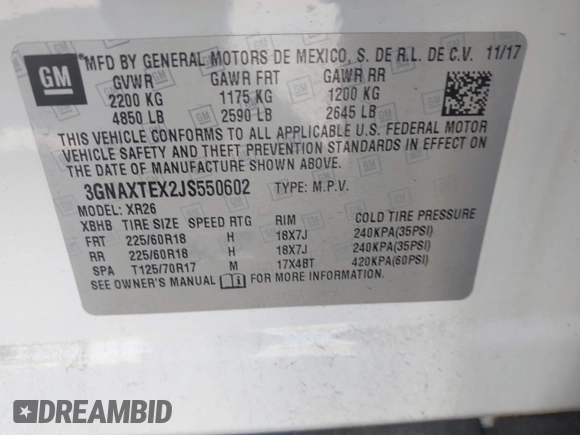 GM
*MFD BY GENERAL MOTORS DE MEXICO, S. DE R.L. DE C.V. 11/17
GVWR GAWR FRT GAWR RR
2200 KG 1175 KG 1200 KG
4850 LB 2590 LB 2645 LB
THIS VEHICLE CONFORMS TO ALL APPLICABLE U.S. FEDERAL MOTOR
VEHICLE SAFETY AND THEFT PREVENTION STANDARDS IN EFFECT ON
THE DATE OF MANUFACTURE SHOWN ABOVE.
3GNAXTEX2JS550602 TYPE: M.P.V.
MODEL: XR26
XBHB TIRE SIZE SPEED RTG RIM COLD TIRE PRESSURE
FRT 225/60R18 H 18X7J 240KPA(35PSI)
RR 225/60R18 H 18X7J 240KPA(35PSI)
SPA T125/70R17 M 17X4BT 420KPA(60PSI)
SEE OWNER'S MANUAL FOR MORE INFORMATION
DREAMBID